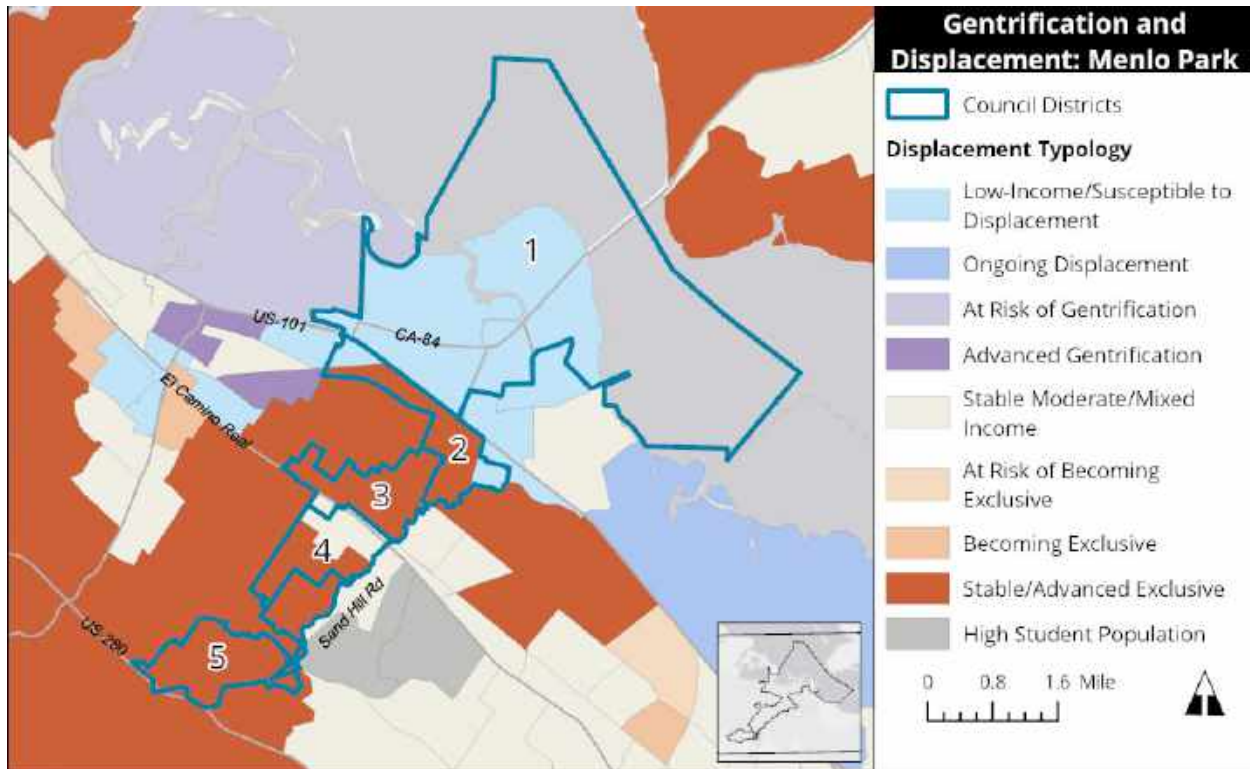 Gentrification and
Displacement: Menlo Park
Council Districts
Displacement Typology
Low-Income/Susceptible to
Displacement
Ongoing Displacement
At Risk of Gentrification
Advanced Gentrification
Stable Moderate/Mixed
Income
At Risk of Becoming
Exclusive
Becoming Exclusive
Stable/Advanced Exclusive
High Student Population
0 0.8 1.6 Mile
1
US-101
CA-84
El Camino Real
2
3
4
Sand Hill Rd
US-280
5